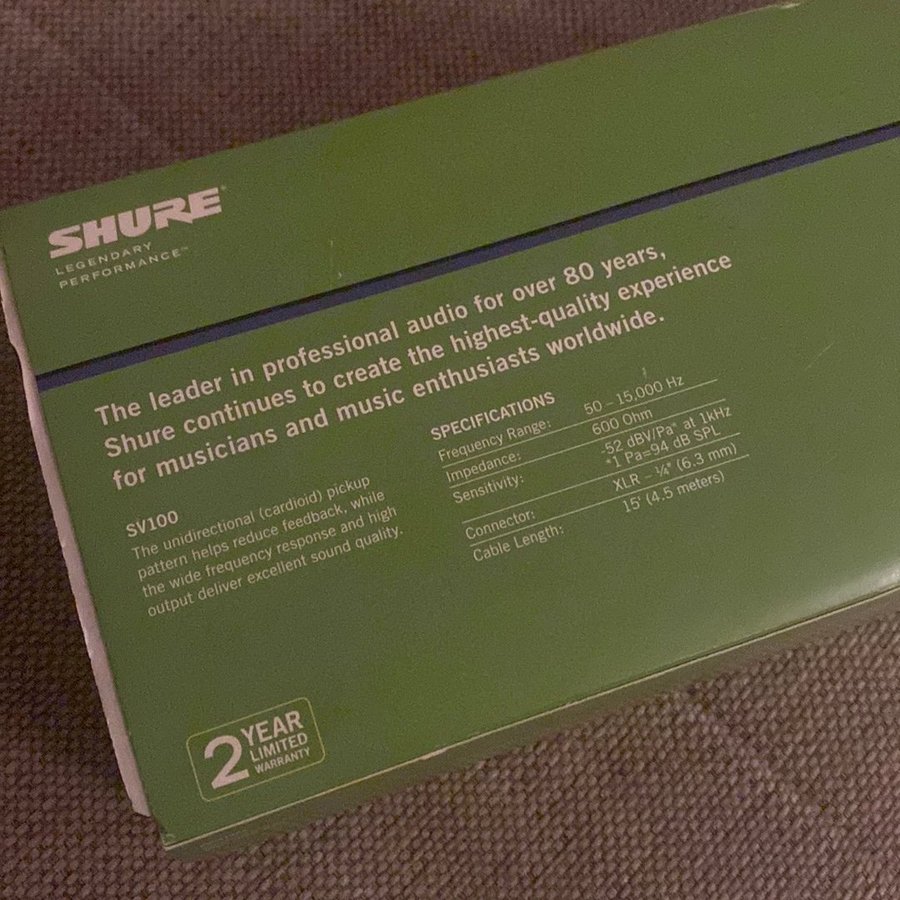 SHURE®
LEGENDARY
PERFORMANCE™
The leader in professional audio for over 80 years,
Shure continues to create the highest-quality experience
for musicians and music enthusiasts worldwide.
SV100
The unidirectional (cardioid) pickup
pattern helps reduce feedback, while
the wide frequency response and high
output deliver excellent sound quality.
SPECIFICATIONS
Frequency Range: 50 – 15,000 Hz
Impedance: 600 Ohm
Sensitivity: -52 dBV/Pa* at 1kHz
*1 Pa=94 dB SPL
Connector: XLR – ¼" (6.3 mm)
Cable Length: 15' (4.5 meters)
2 YEAR
LIMITED
WARRANTY